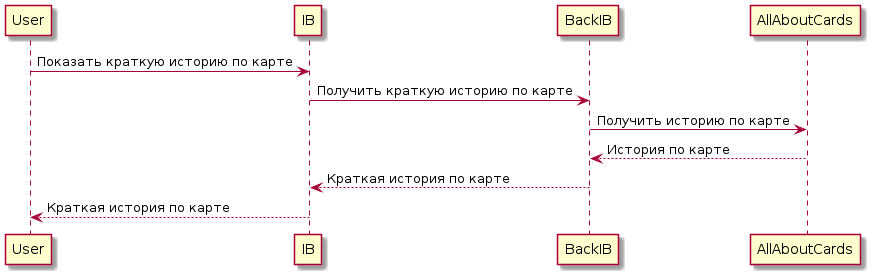 User IB BackIB AllAboutCards
Показать краткую историю по карте
Получить краткую историю по карте
Получить историю по карте
История по карте
Краткая история по карте
Краткая история по карте
User IB BackIB AllAboutCards